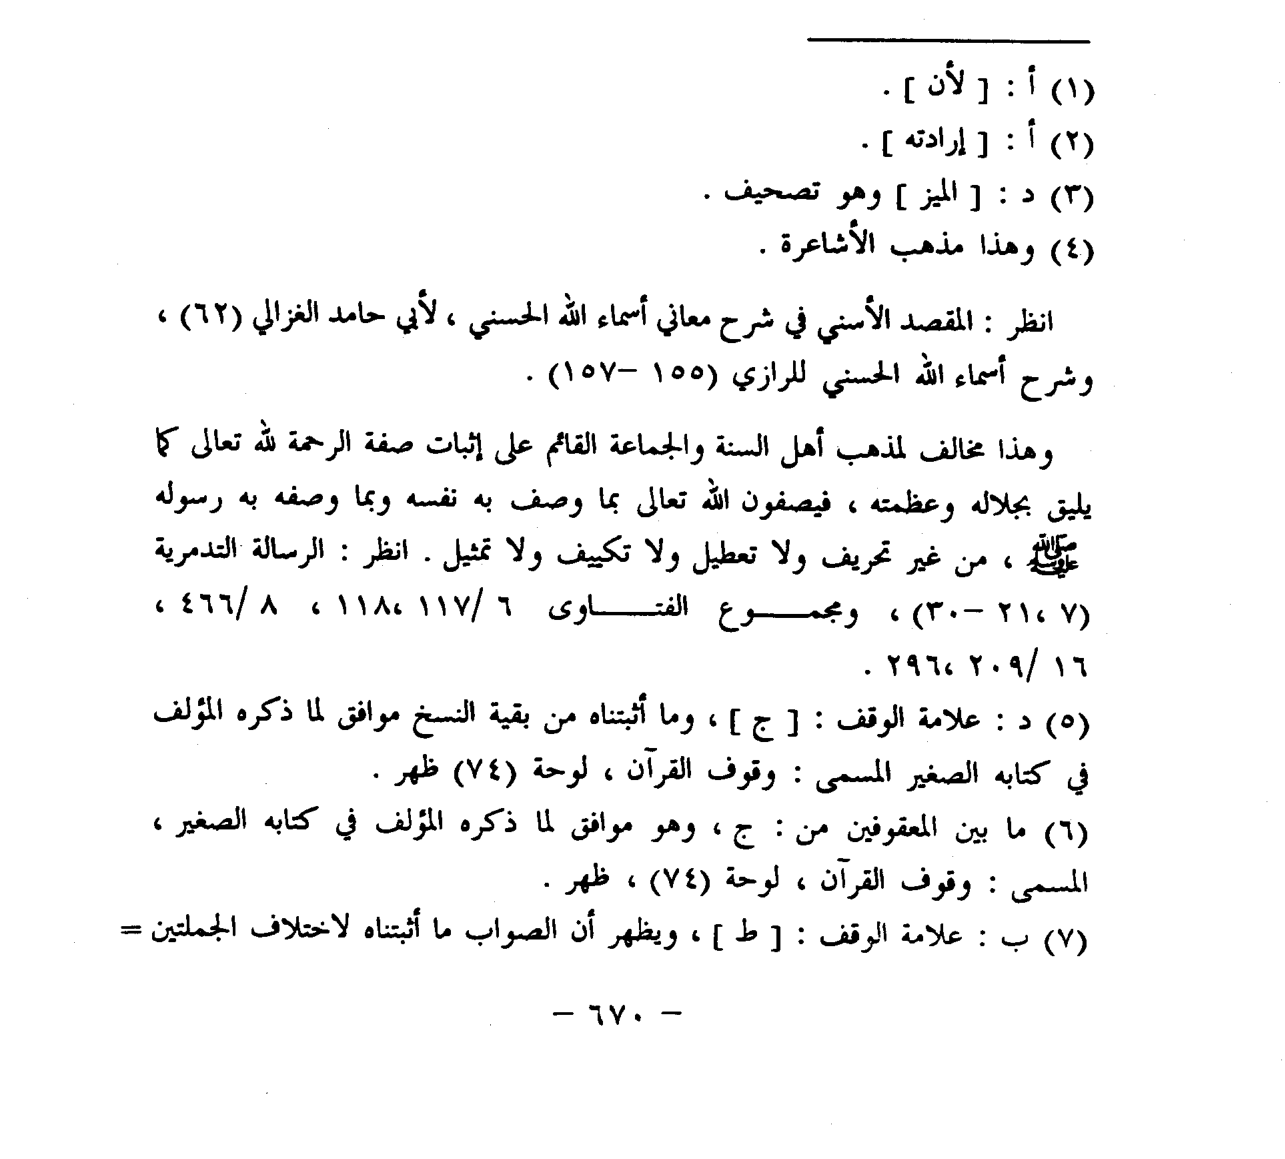 (١) أ : [ لأن ] .
(٢) أ : [ إرادته ] .
(٣) د : [ الميز ] وهو تصحيف .
(٤) وهذا مذهب الأشاعرة .
انظر : المقصد الأسني في شرح معاني أسماء الله الحسني ، لأبي حامد الغزالي (٦٢) ،
وشرح أسماء الله الحسني للرازي (١٥٥ –١٥٧) .
وهذا مخالف لمذهب أهل السنة والجماعة القائم على إثبات صفة الرحمة لله تعالى كما
يليق بجلاله وعظمته ، فيصفون الله تعالى بما وصف به نفسه وبما وصفه به رسوله
ﷺ ، من غير تحريف ولا تعطيل ولا تكييف ولا تمثيل . انظر : الرسالة التدمرية
(٧ ،٢١ –٣٠) ، ومجمـــوع الفتـــاوى ٦ /١١٧ ،١١٨ ، ٨ /٤٦٦ ،
١٦ /٢٠٩ ،٢٩٦ .
(٥) د : علامة الوقف : [ ج ] ، وما أثبتناه من بقية النسخ موافق لما ذكره المؤلف
في كتابه الصغير المسمى : وقوف القرآن ، لوحة (٧٤) ظهر .
(٦) ما بين المعقوفين من : ج ، وهو موافق لما ذكره المؤلف في كتابه الصغير ،
المسمى : وقوف القرآن ، لوحة (٧٤) ، ظهر .
(٧) ب : علامة الوقف : [ ط ] ، ويظهر أن الصواب ما أثبتناه لاختلاف الجملتين =
– ٦٧٠ –